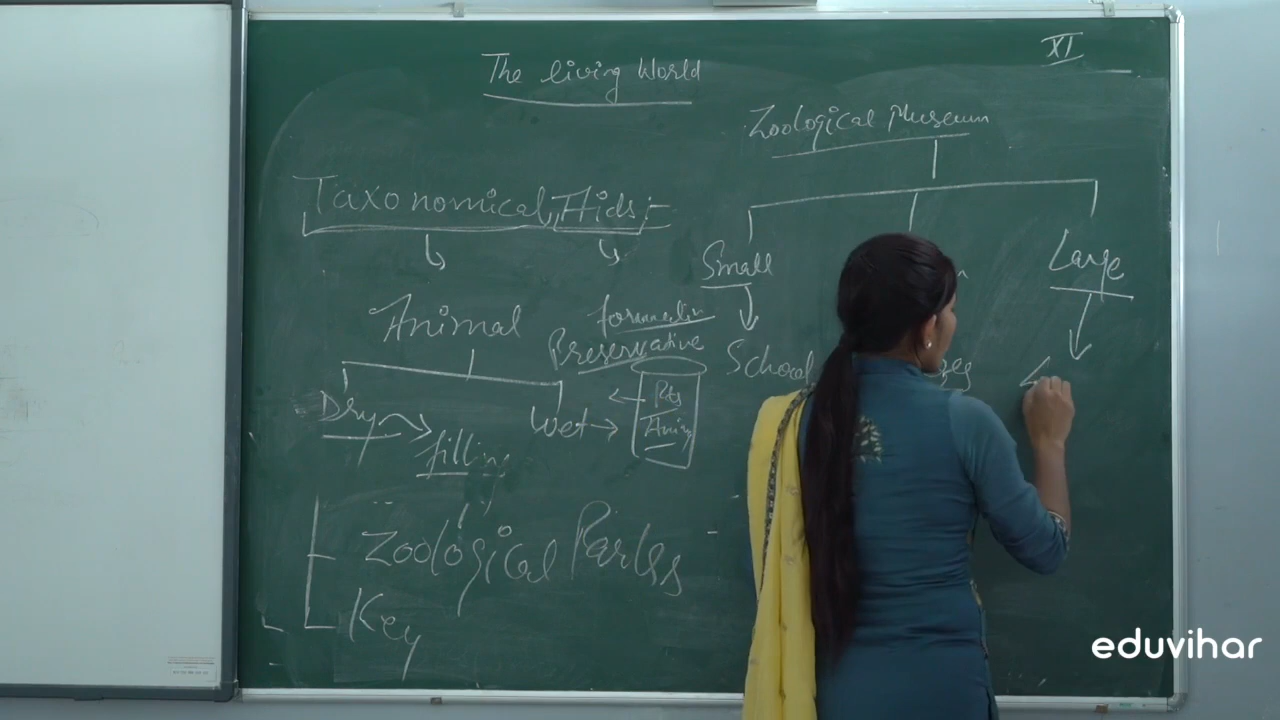 XI
The living World
Zoological Museum
Taxonomical Aids :-
Small
Large
Animal
formalin
Preservative
School
Dry
filling
Wet
Pts
Zoological Parks
Key
eduvihar